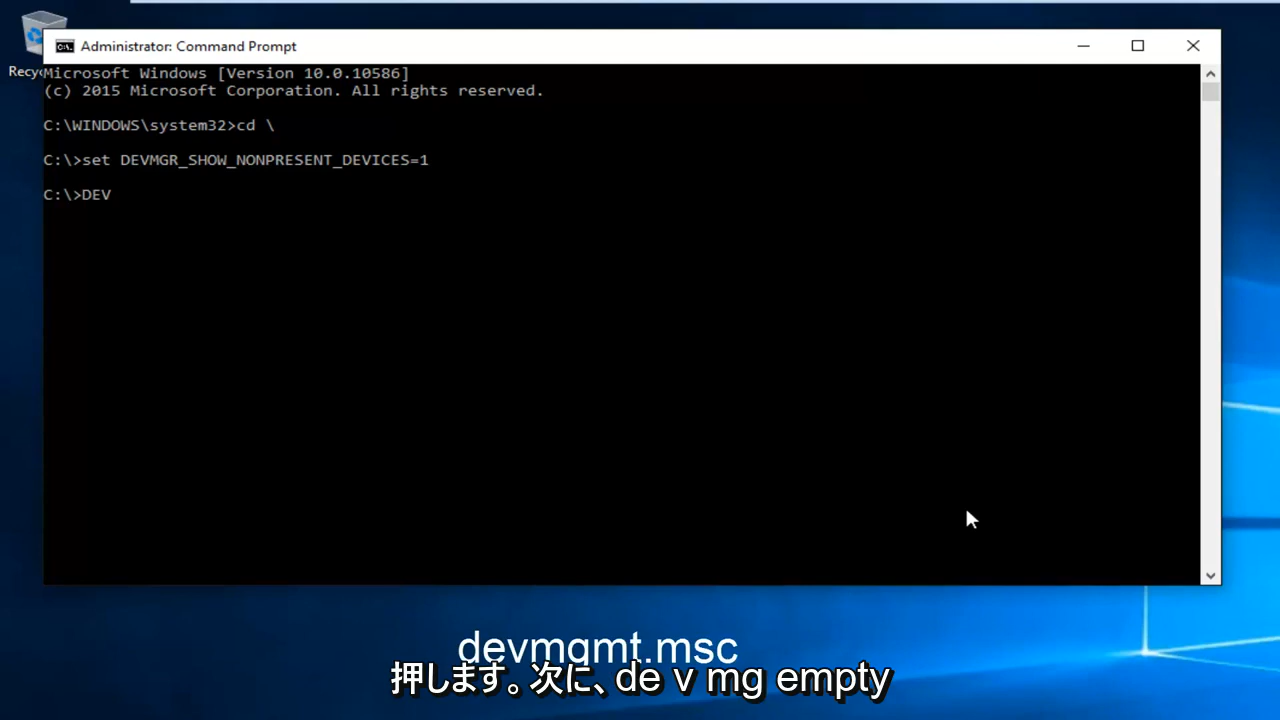 Administrator: Command Prompt
Recyc
Microsoft Windows [Version 10.0.10586]
(c) 2015 Microsoft Corporation. All rights reserved.
C:\WINDOWS\system32>cd \
C:\>set DEVMGR_SHOW_NONPRESENT_DEVICES=1
C:\>DEV
devmgmt.msc
押します。次に、de v mg empty